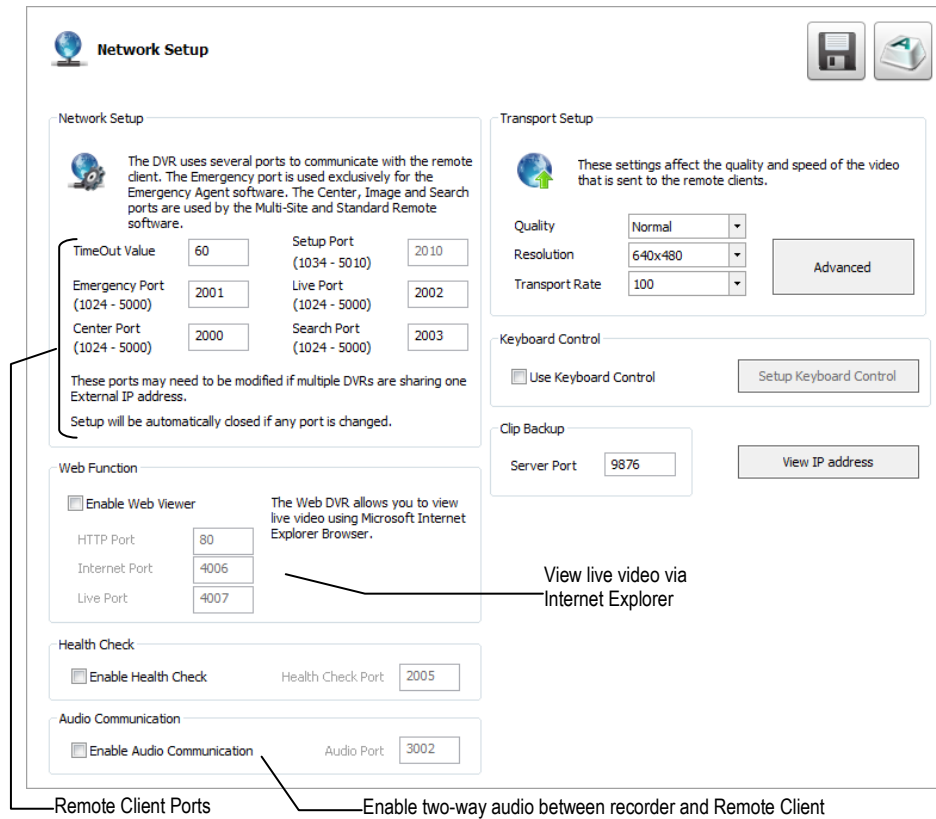 Network Setup
Network Setup
The DVR uses several ports to communicate with the remote
client. The Emergency port is used exclusively for the
Emergency Agent software. The Center, Image and Search
ports are used by the Multi-Site and Standard Remote
software.
TimeOut Value 60
Setup Port 2010
(1034 - 5010)
Emergency Port 2001
(1024 - 5000)
Live Port 2002
(1024 - 5000)
Center Port 2000
(1024 - 5000)
Search Port 2003
(1024 - 5000)
These ports may need to be modified if multiple DVRs are sharing one
External IP address.
Setup will be automatically closed if any port is changed.
Web Function
Enable Web Viewer
The Web DVR allows you to view
live video using Microsoft Internet
Explorer Browser.
HTTP Port 80
Internet Port 4006
Live Port 4007
Health Check
Enable Health Check Health Check Port 2005
Audio Communication
Enable Audio Communication Audio Port 3002
Transport Setup
These settings affect the quality and speed of the video
that is sent to the remote clients.
Quality Normal
Resolution 640x480
Transport Rate 100
Advanced
Keyboard Control
Use Keyboard Control Setup Keyboard Control
Clip Backup
Server Port 9876
View IP address
View live video via
Internet Explorer
Remote Client Ports
Enable two-way audio between recorder and Remote Client
A